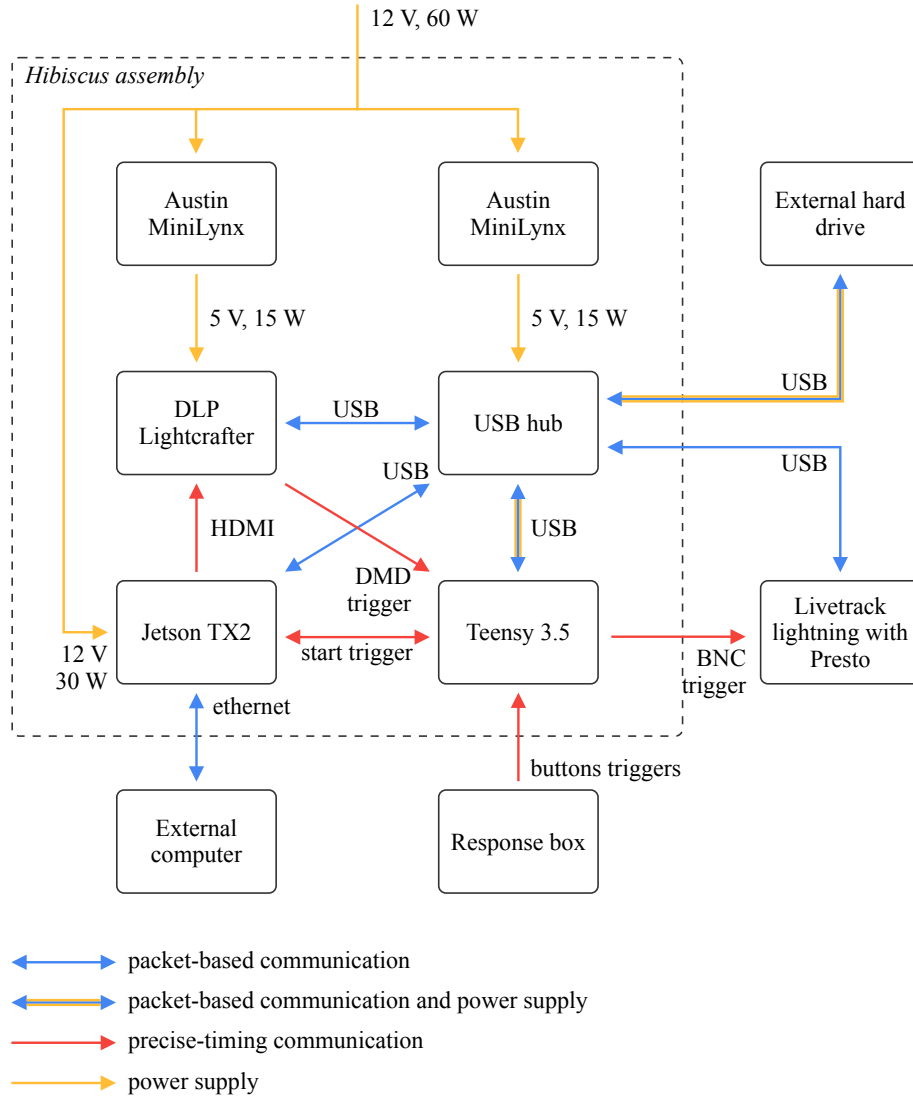 12 V, 60 W
Hibiscus assembly
Austin
MiniLynx
Austin
MiniLynx
External hard
drive
5 V, 15 W
5 V, 15 W
DLP
Lightcrafter
USB
USB hub
USB
USB
USB
HDMI
USB
DMD
trigger
Jetson TX2
12 V
30 W
start trigger
Teensy 3.5
BNC
trigger
Livetrack
lightning with
Presto
ethernet
buttons triggers
External
computer
Response box
packet-based communication
packet-based communication and power supply
precise-timing communication
power supply